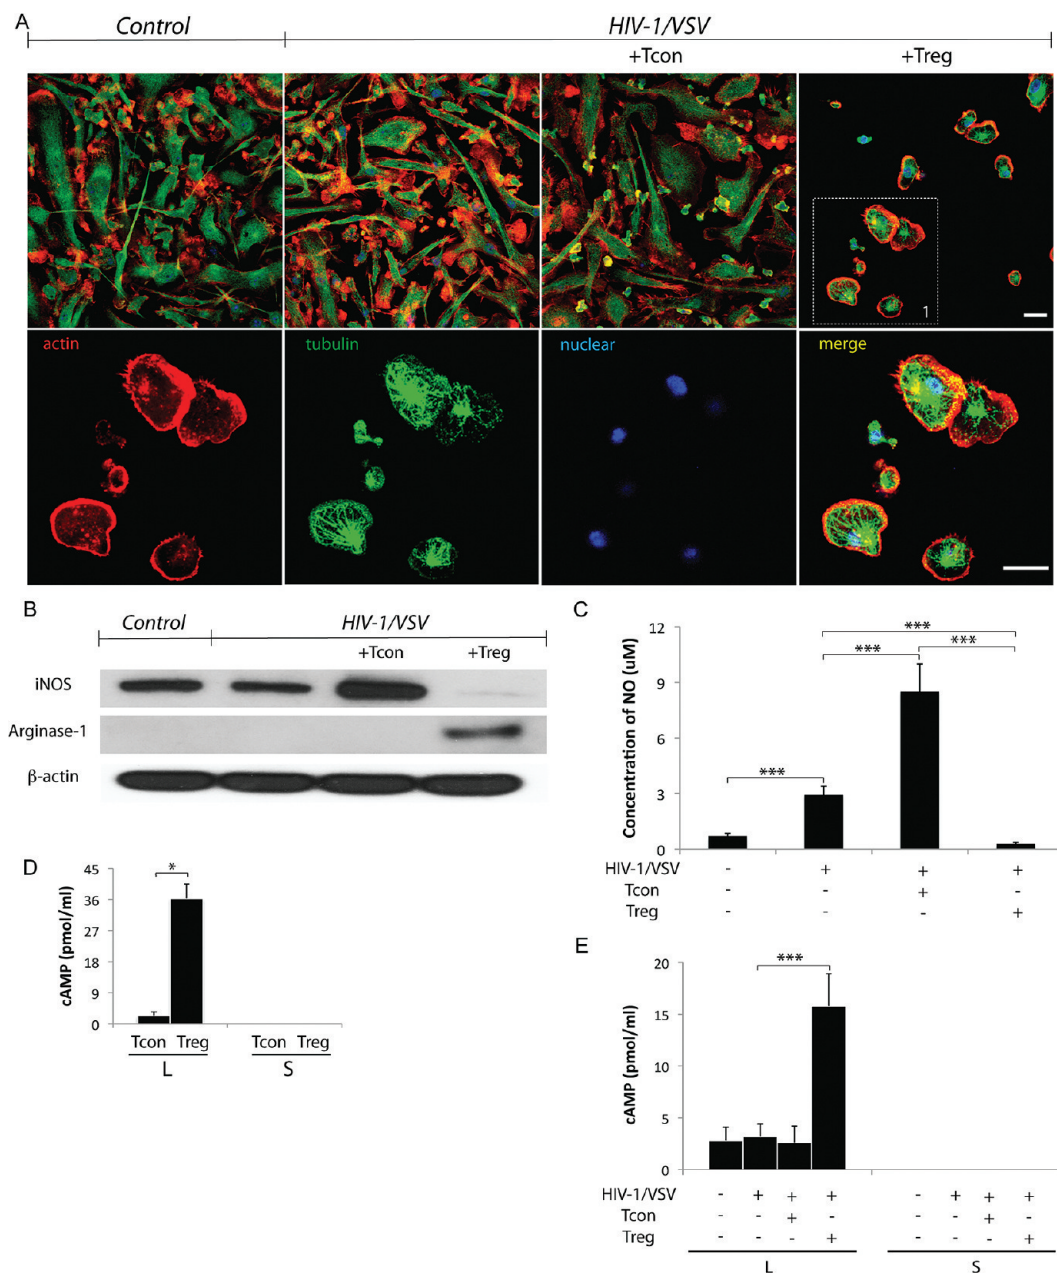 A
Control HIV-1/VSV
+Tcon +Treg
1
actin tubulin nuclear merge
B
Control HIV-1/VSV
+Tcon +Treg
iNOS
Arginase-1
β-actin
C
Concentration of NO (uM)
12
9
6
3
0
***
*** ***
***
HIV-1/VSV - + + +
Tcon - - + -
Treg - - - +
D
cAMP (pmol/ml)
45
36
27
18
9
0
*
Tcon Treg Tcon Treg
L S
E
cAMP (pmol/ml)
20
15
10
5
0
***
HIV-1/VSV - + + + - + + +
Tcon - - + - - - + -
Treg - - - + - - - +
L S